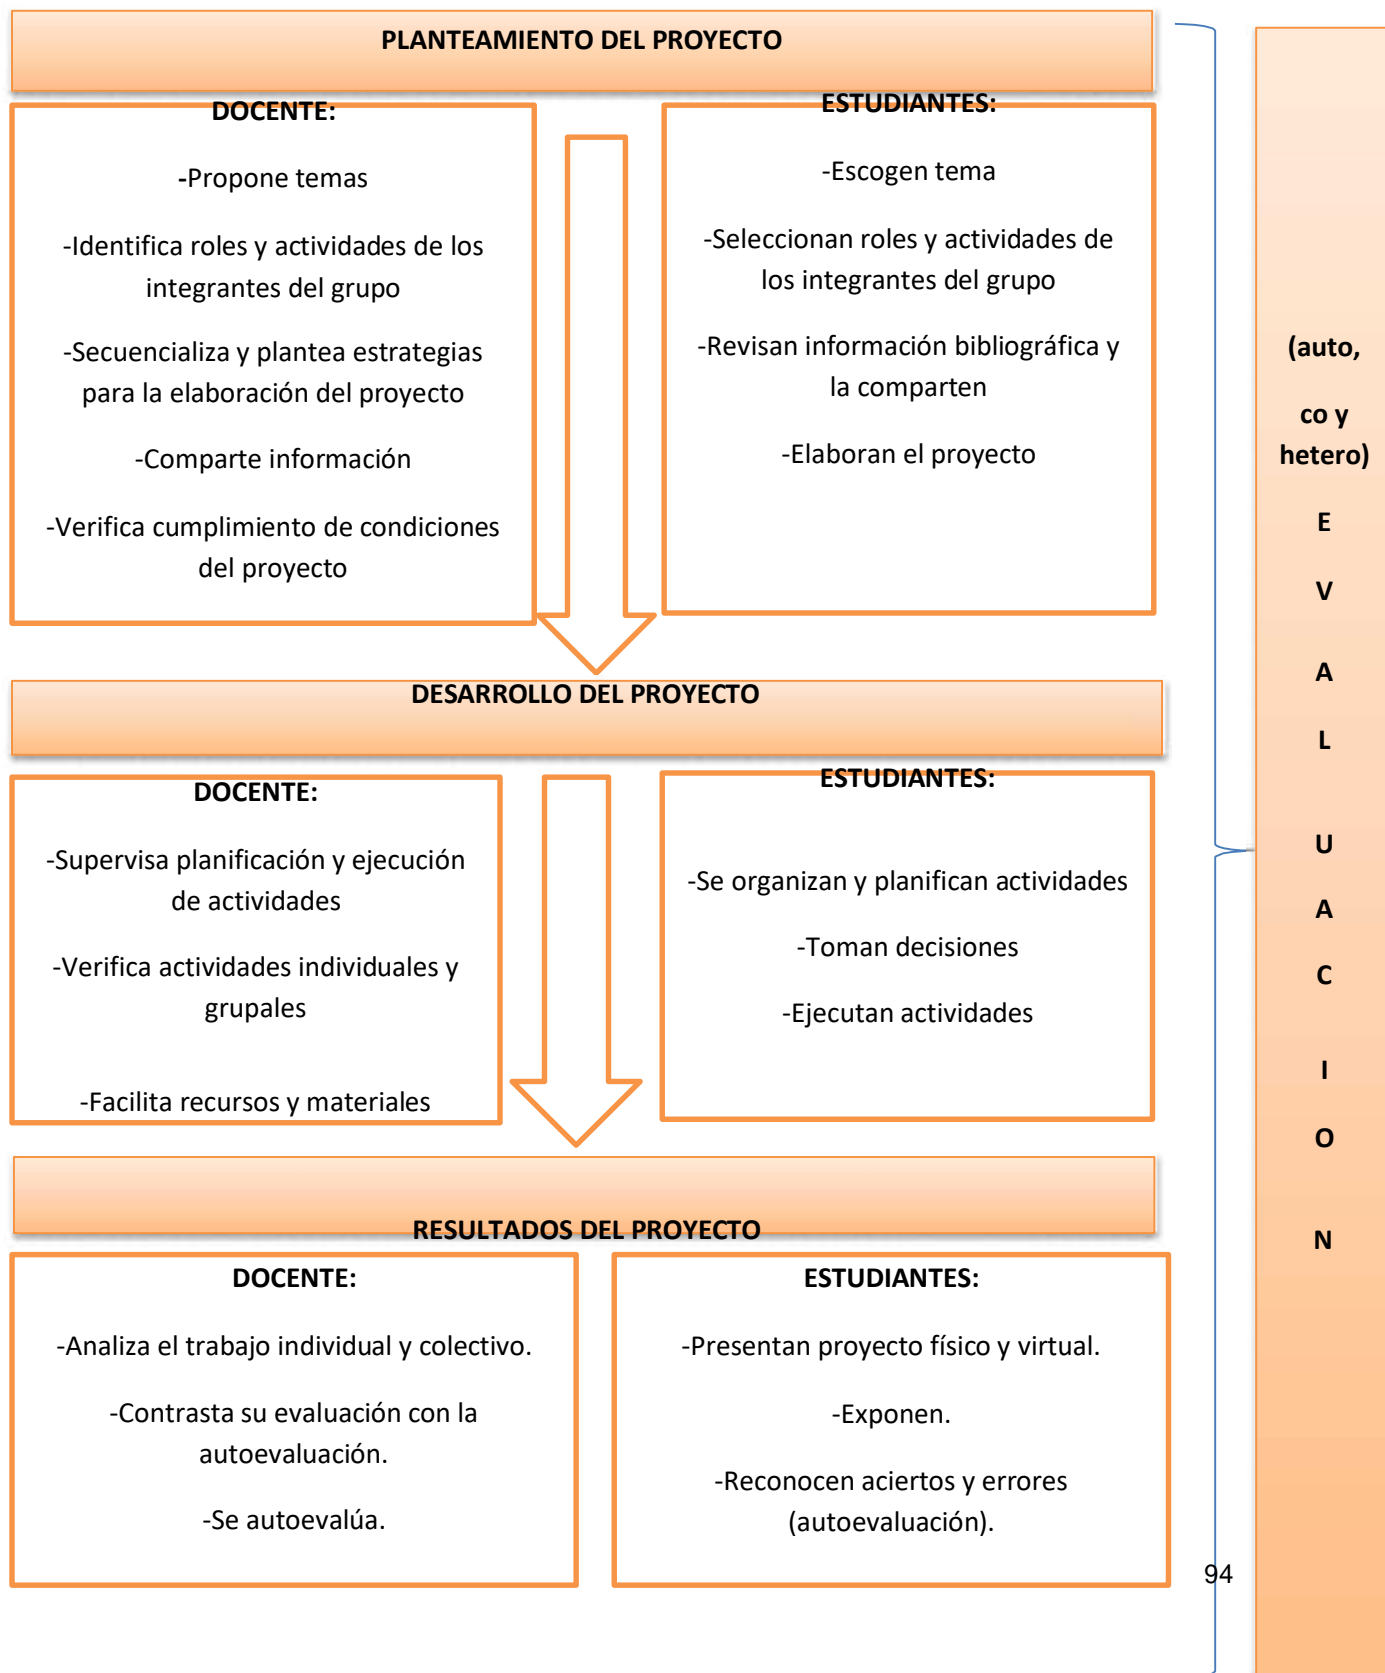 PLANTEAMIENTO DEL PROYECTO
DOCENTE:
-Propone temas
-Identifica roles y actividades de los
integrantes del grupo
-Secuencializa y plantea estrategias
para la elaboración del proyecto
-Comparte información
-Verifica cumplimiento de condiciones
del proyecto
ESTUDIANTES:
-Escogen tema
-Seleccionan roles y actividades de
los integrantes del grupo
-Revisan información bibliográfica y
la comparten
-Elaboran el proyecto
DESARROLLO DEL PROYECTO
DOCENTE:
-Supervisa planificación y ejecución
de actividades
-Verifica actividades individuales y
grupales
-Facilita recursos y materiales
ESTUDIANTES:
-Se organizan y planifican actividades
-Toman decisiones
-Ejecutan actividades
RESULTADOS DEL PROYECTO
DOCENTE:
-Analiza el trabajo individual y colectivo.
-Contrasta su evaluación con la
autoevaluación.
-Se autoevalúa.
ESTUDIANTES:
-Presentan proyecto físico y virtual.
-Exponen.
-Reconocen aciertos y errores
(autoevaluación).
(auto,
co y
hetero)
E
V
A
L
U
A
C
I
O
N
94